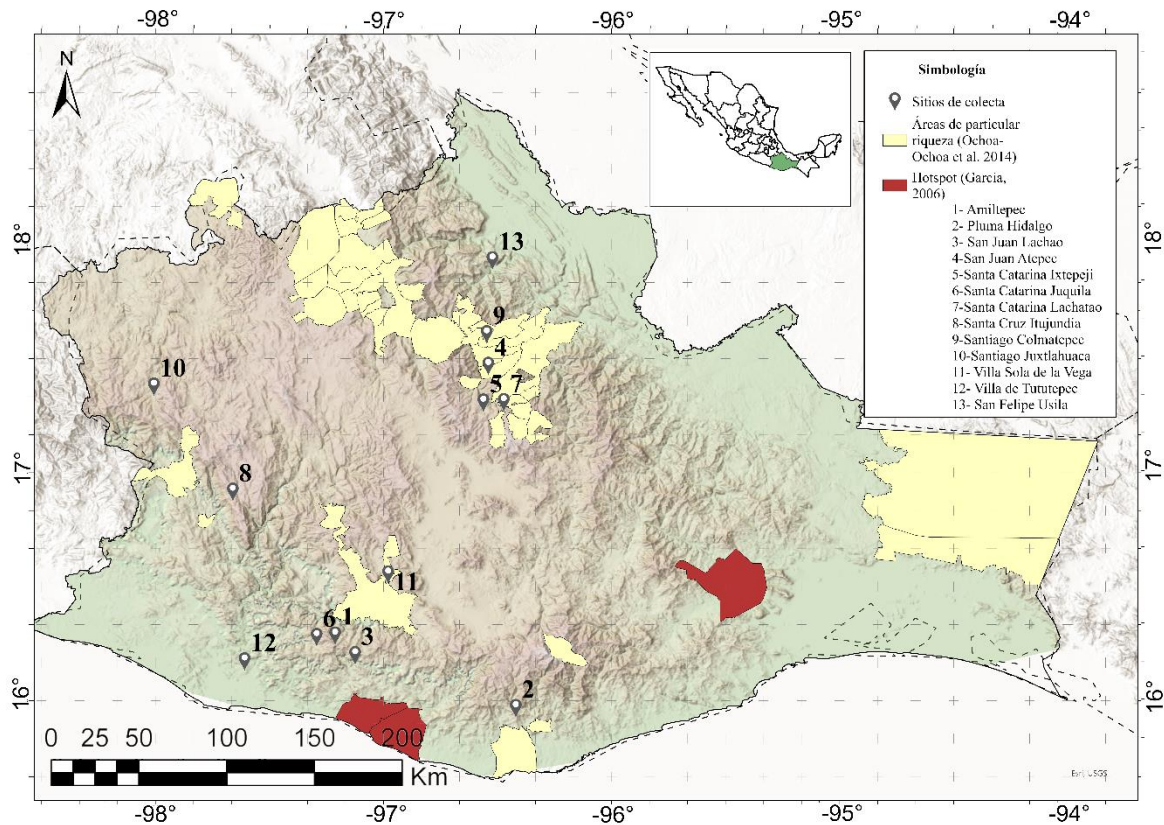 -98° -97° -96° -95° -94°
N
Simbología
Sitios de colecta
Áreas de particular
riqueza (Ochoa-
Ochoa et al. 2014)
Hotspot (García,
2006)
1- Amiltepec
2- Pluma Hidalgo
3- San Juan Lachao
4-San Juan Atepec
5-Santa Catarina Ixtepeji
6-Santa Catarina Juquila
7-Santa Catarina Lachatao
8-Santa Cruz Itujundia
9-Santiago Colmatepec
10-Santiago Juxtlahuaca
11- Villa Sola de la Vega
12- Villa de Tututepec
13- San Felipe Usila
18° 18°
13
9
4
10
5 7
17° 17°
8
11
6 1
3
12
2
16° 16°
0 25 50 100 150 200
Km
Esri, USGS
-98° -97° -96° -95° -94°